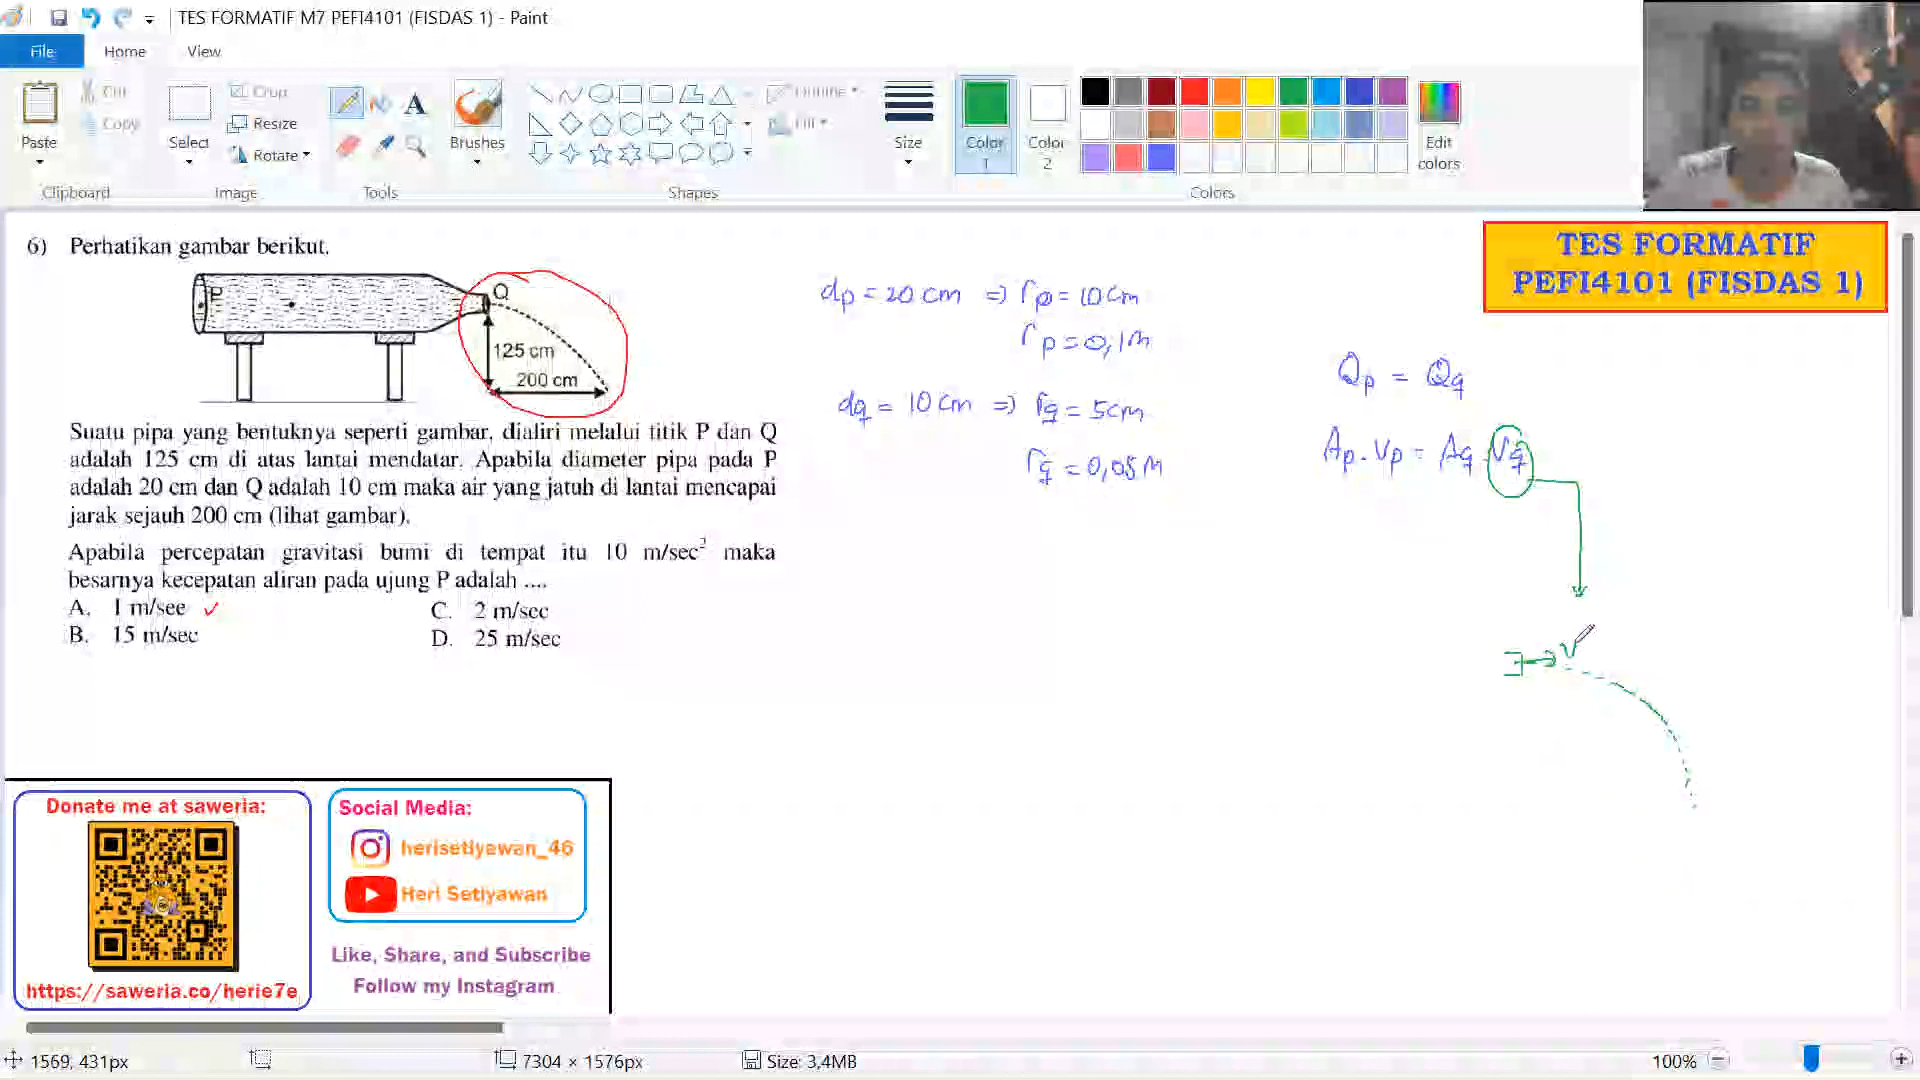 TES FORMATIF M7 PEFI4101 (FISDAS 1) - Paint
File Home View
Paste
Cut
Copy
Clipboard
Select
Crop
Resize
Rotate
Image
A
Tools
Brushes
Outline
Fill
Shapes
Size
Color 1
Color 2
Edit colors
Colors
TES FORMATIF
PEFI4101 (FISDAS 1)
6) Perhatikan gambar berikut.
P
Q
125 cm
200 cm
Suatu pipa yang bentuknya seperti gambar, dialiri melalui titik P dan Q
adalah 125 cm di atas lantai mendatar. Apabila diameter pipa pada P
adalah 20 cm dan Q adalah 10 cm maka air yang jatuh di lantai mencapai
jarak sejauh 200 cm (lihat gambar).
Apabila percepatan gravitasi bumi di tempat itu 10 m/sec² maka
besarnya kecepatan aliran pada ujung P adalah ....
A. 1 m/sec ✓
C. 2 m/sec
B. 15 m/sec
D. 25 m/sec
dp = 20 cm => rp = 10 cm
rp = 0,1 m
dq = 10 cm => rq = 5 cm
rq = 0,05 m
Qp = Qq
Ap . Vp = Aq . Vq
V
Donate me at saweria:
https://saweria.co/herie7e
Social Media:
herisetiyawan_46
Heri Setiyawan
Like, Share, and Subscribe
Follow my Instagram
1569, 431px
7304 × 1576px
Size: 3,4MB
100%